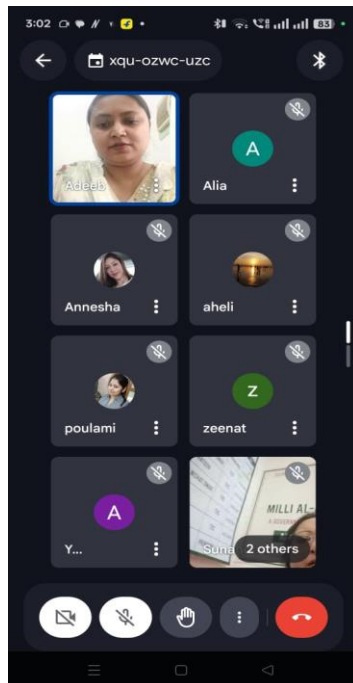 3:02 83
xqu-ozwc-uzc
Adeeb
A
Alia
Annesha
aheli
poulami
z
zeenat
A
Y...
MILLI AL-
Suna 2 others